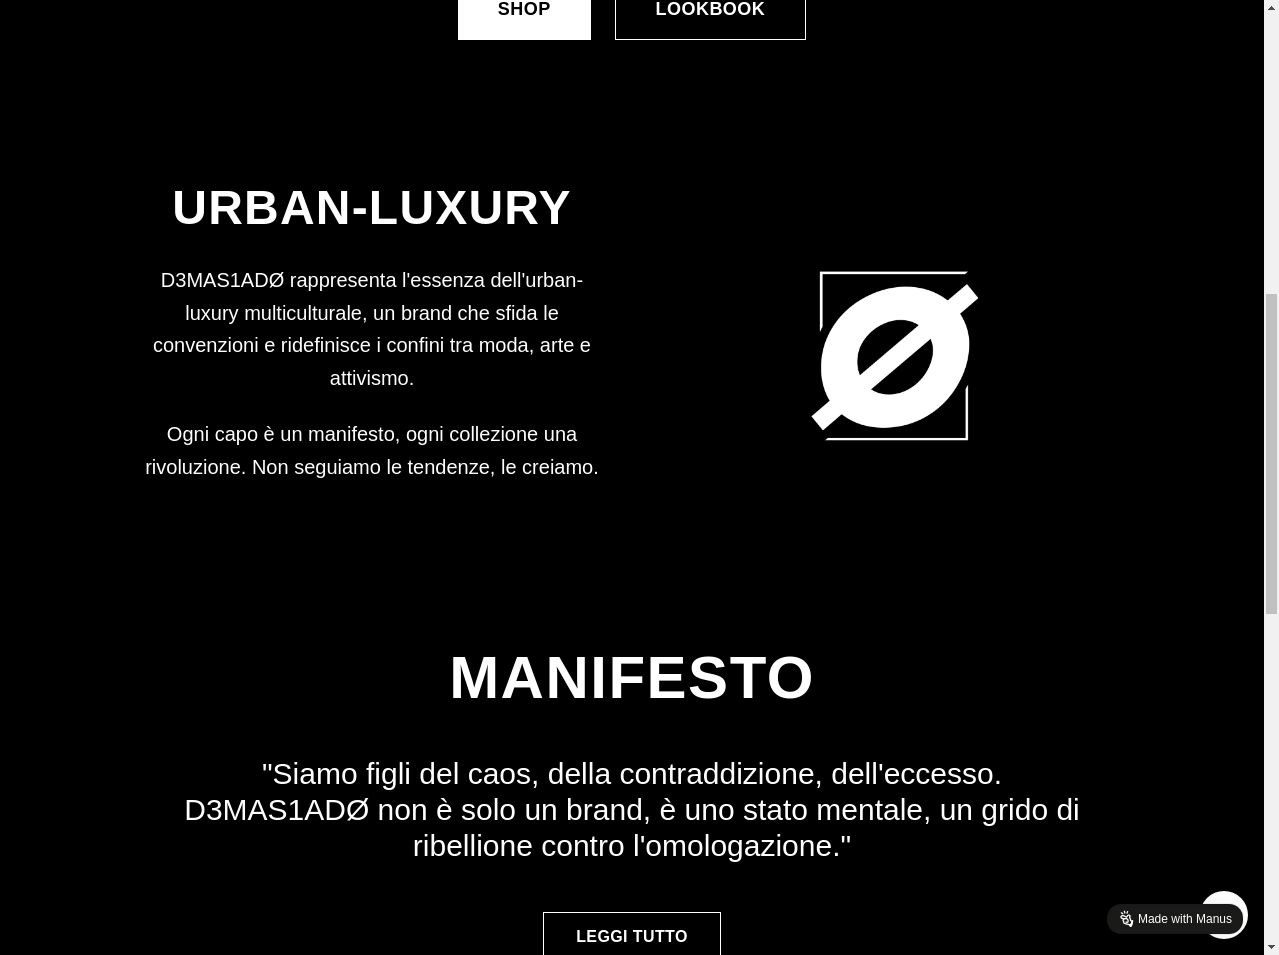 SHOP
LOOKBOOK
URBAN-LUXURY
D3MAS1ADØ rappresenta l'essenza dell'urban-
luxury multiculturale, un brand che sfida le
convenzioni e ridefinisce i confini tra moda, arte e
attivismo.
Ogni capo è un manifesto, ogni collezione una
rivoluzione. Non seguiamo le tendenze, le creiamo.
Ø
MANIFESTO
"Siamo figli del caos, della contraddizione, dell'eccesso.
D3MAS1ADØ non è solo un brand, è uno stato mentale, un grido di
ribellione contro l'omologazione."
LEGGI TUTTO
Made with Manus